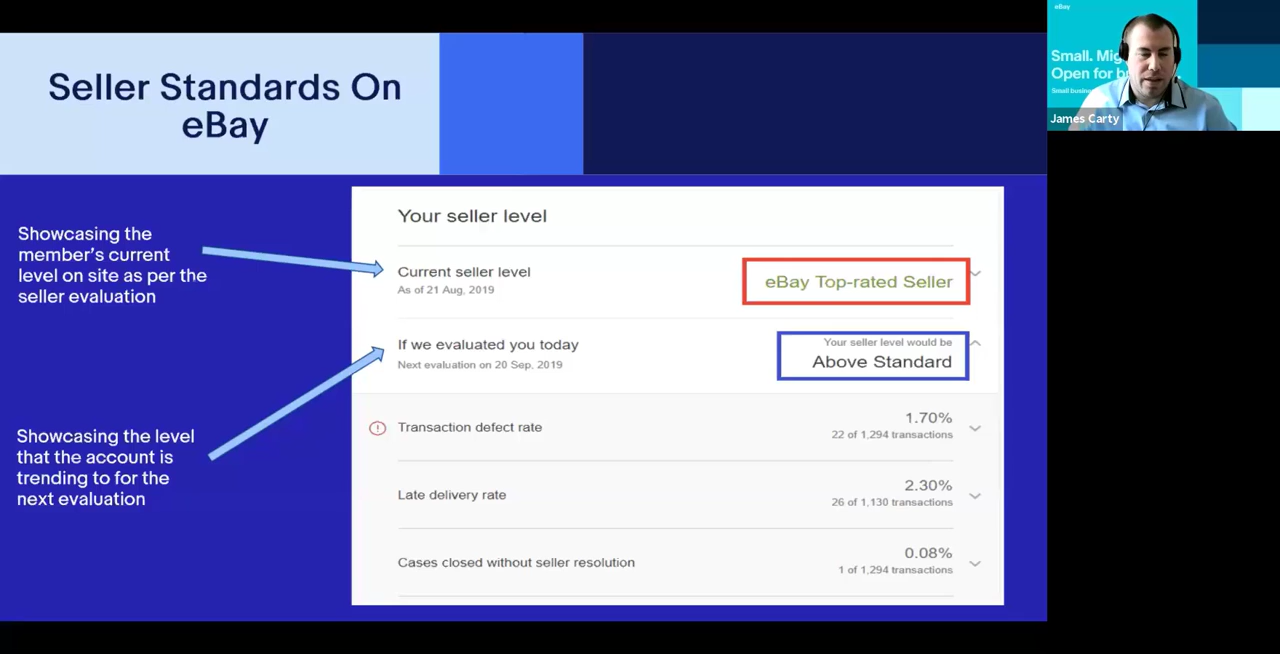 Seller Standards On
eBay
Showcasing the
member's current
level on site as per the
seller evaluation
Showcasing the level
that the account is
trending to for the
next evaluation
Your seller level
Current seller level
As of 21 Aug, 2019
eBay Top-rated Seller
If we evaluated you today
Next evaluation on 20 Sep, 2019
Your seller level would be
Above Standard
Transaction defect rate
1.70%
22 of 1,294 transactions
Late delivery rate
2.30%
26 of 1,130 transactions
Cases closed without seller resolution
0.08%
1 of 1,294 transactions
eBay
Small.
Open for
Small
James Carty